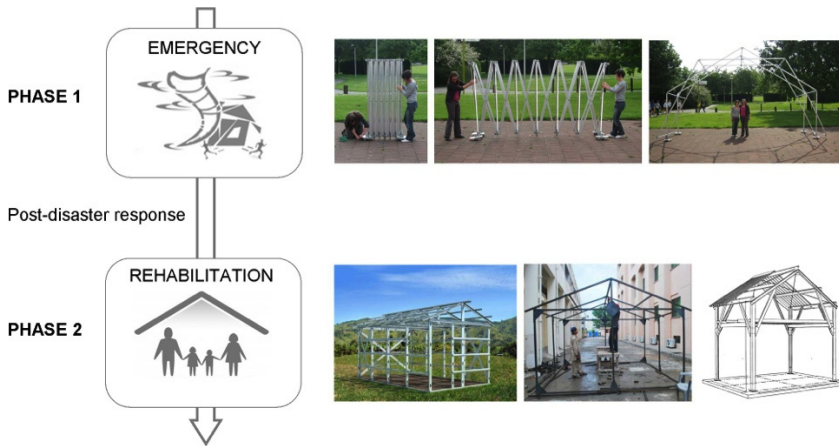 EMERGENCY
PHASE 1
Post-disaster response
REHABILITATION
PHASE 2